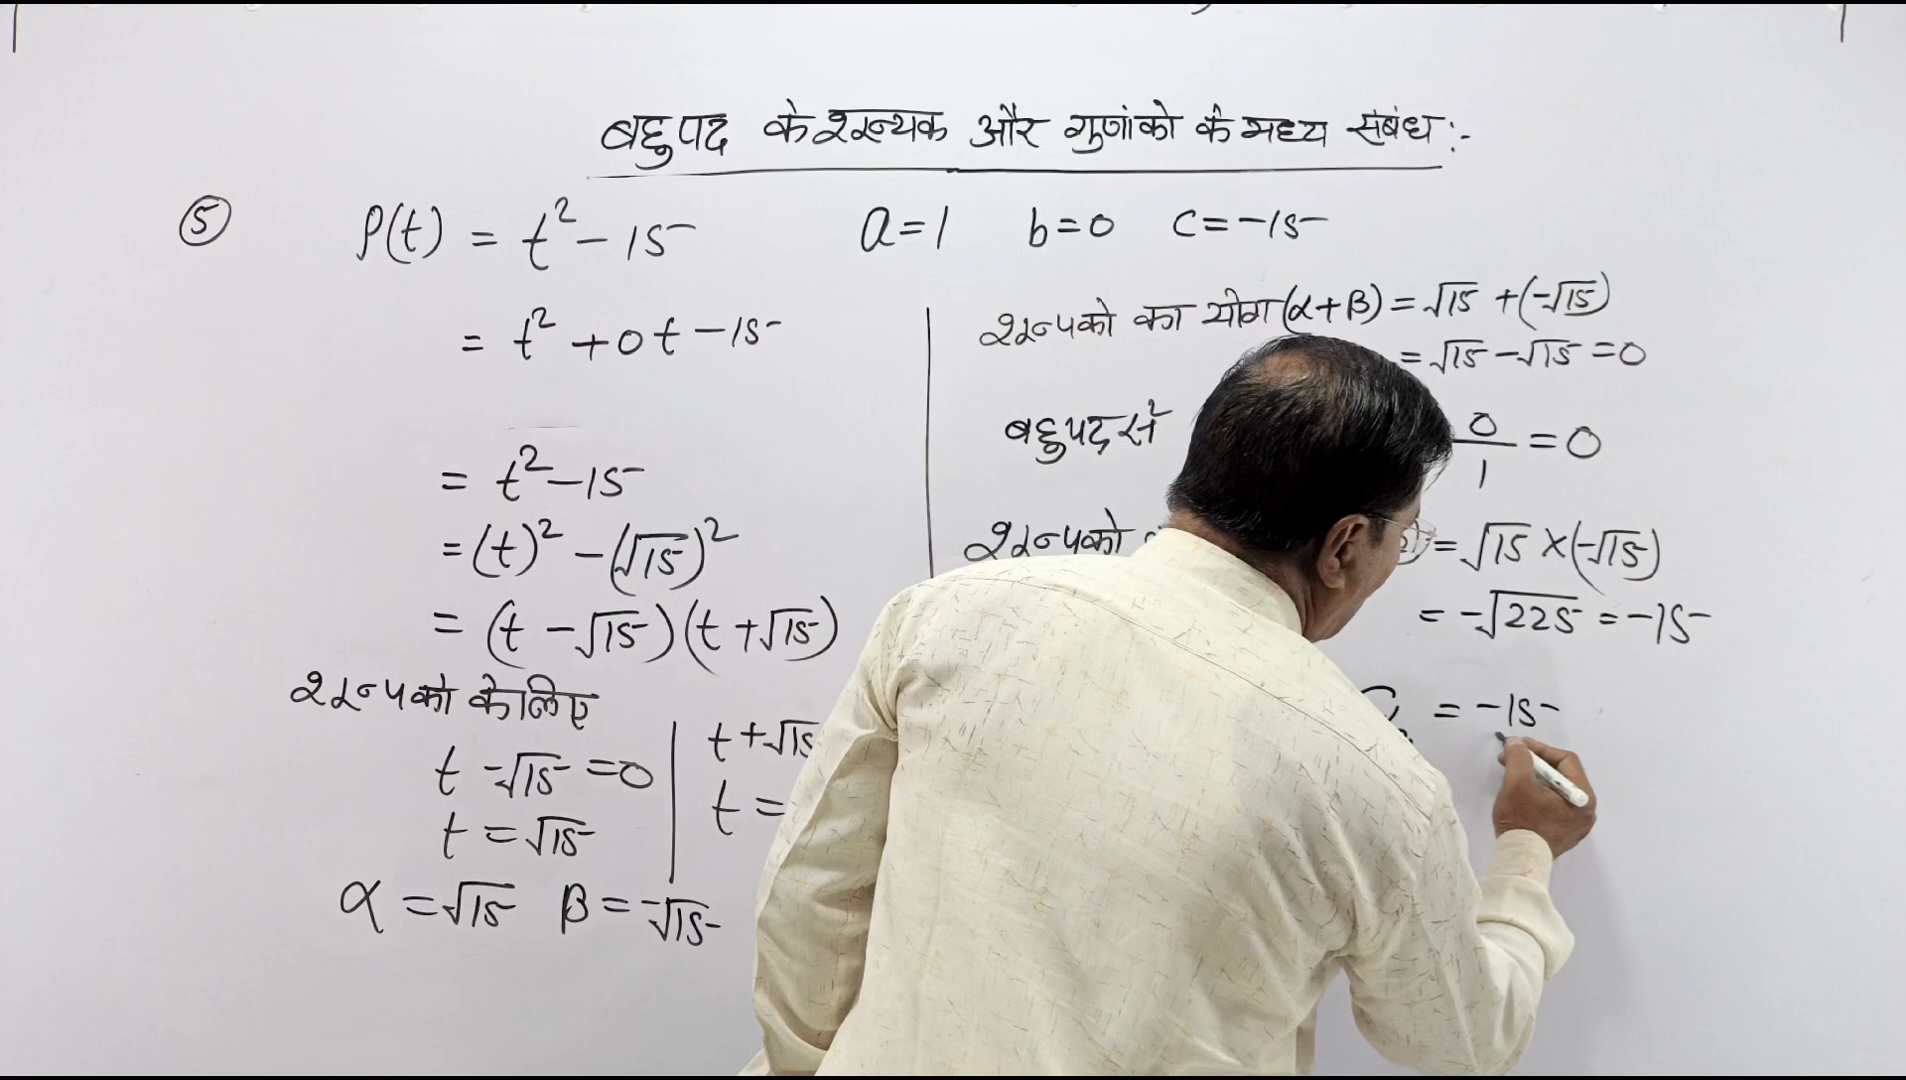 बहुपद के शून्यक और गुणांको के मध्य संबंध:-
⑤ P(t) = t² - 15 a = 1 b = 0 c = -15
= t² + 0t - 15
= t² - 15
= (t)² - (√15)²
= (t - √15)(t + √15)
शून्यको के लिए
t - √15 = 0
t = √15
t + √15
t =
α = √15 β = -√15
शून्यको का योग (α + β) = √15 + (-√15)
= √15 - √15 = 0
बहुपद से 0/1 = 0
शून्यको = √15 × (-√15)
= -√225 = -15
= -15